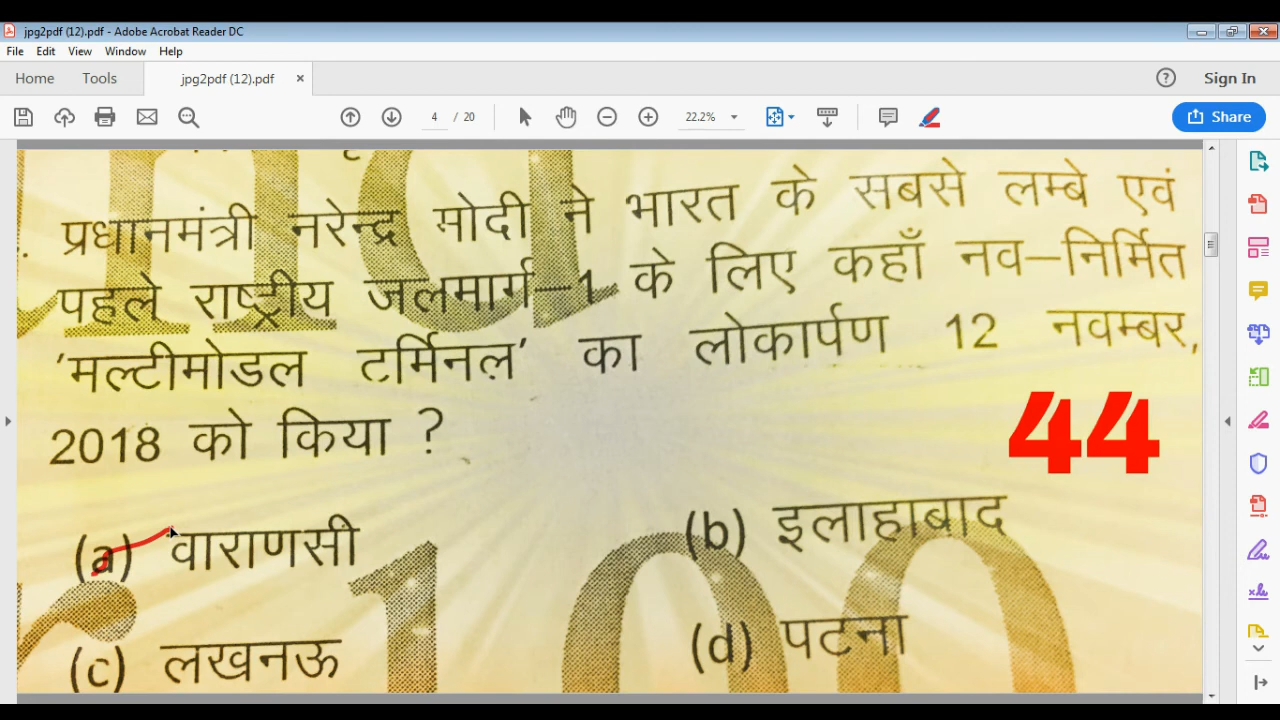 jpg2pdf (12).pdf - Adobe Acrobat Reader DC
File Edit View Window Help
Home Tools jpg2pdf (12).pdf × Sign In
4 / 20 22.2% Share
प्रधानमंत्री नरेन्द्र मोदी ने भारत के सबसे लम्बे एवं
पहले राष्ट्रीय जलमार्ग–1 के लिए कहाँ नव–निर्मित
'मल्टीमोडल टर्मिनल' का लोकार्पण 12 नवम्बर,
2018 को किया ?
44
(a) वाराणसी (b) इलाहाबाद
(c) लखनऊ (d) पटना